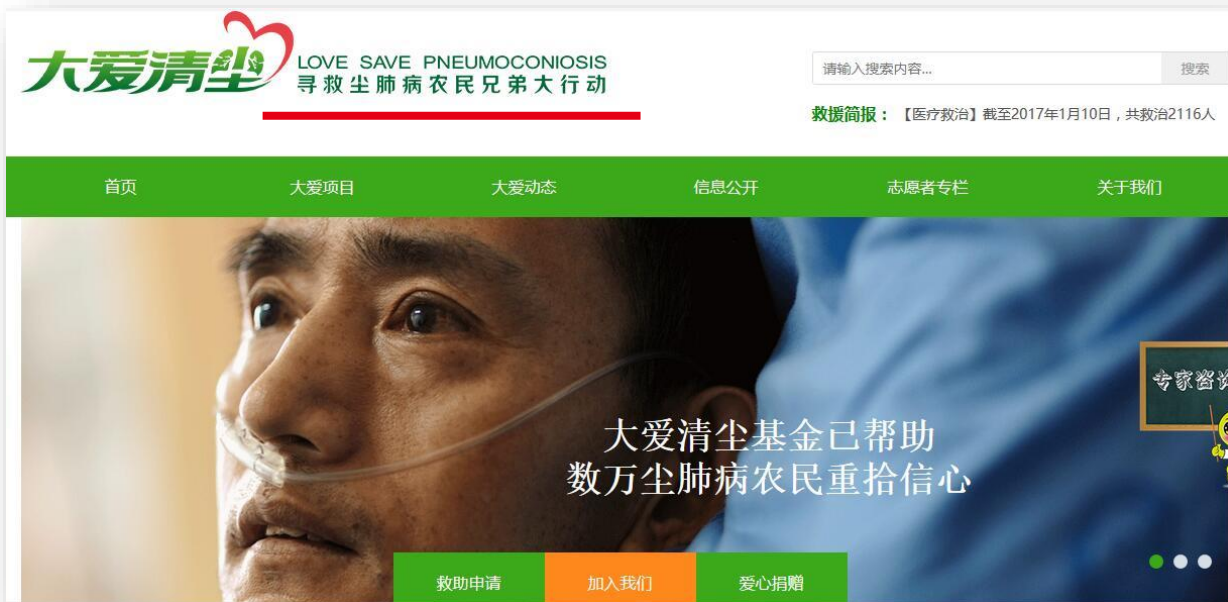 大爱清尘
LOVE SAVE PNEUMOCONIOSIS
寻救尘肺病农民兄弟大行动
请输入搜索内容...
搜索
救援简报：【医疗救治】截至2017年1月10日，共救治2116人
首页 大爱项目 大爱动态 信息公开 志愿者专栏 关于我们
专家咨
大爱清尘基金已帮助
数万尘肺病农民重拾信心
救助申请 加入我们 爱心捐赠